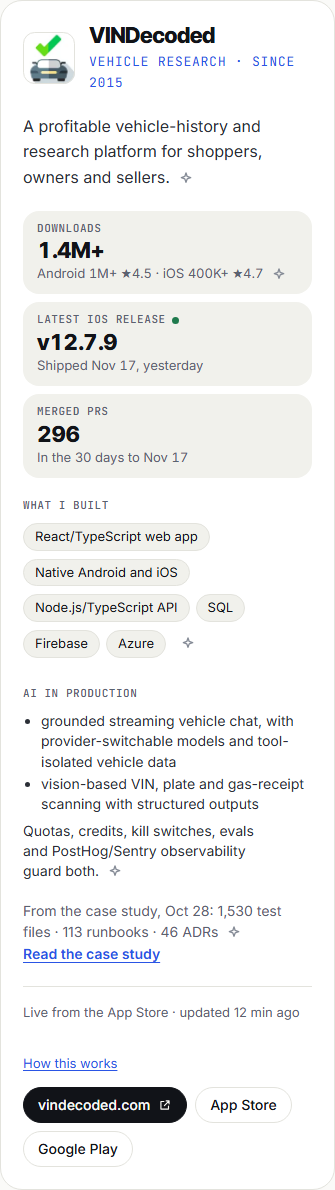 VINDecoded
VEHICLE RESEARCH · SINCE
2015
A profitable vehicle-history and
research platform for shoppers,
owners and sellers.
DOWNLOADS
1.4M+
Android 1M+ ★4.5 · iOS 400K+ ★4.7
LATEST IOS RELEASE
v12.7.9
Shipped Nov 17, yesterday
MERGED PRS
296
In the 30 days to Nov 17
WHAT I BUILT
React/TypeScript web app
Native Android and iOS
Node.js/TypeScript API SQL
Firebase Azure
AI IN PRODUCTION
• grounded streaming vehicle chat, with
provider-switchable models and tool-
isolated vehicle data
• vision-based VIN, plate and gas-receipt
scanning with structured outputs
Quotas, credits, kill switches, evals
and PostHog/Sentry observability
guard both.
From the case study, Oct 28: 1,530 test
files · 113 runbooks · 46 ADRs
Read the case study
Live from the App Store · updated 12 min ago
How this works
vindecoded.com App Store
Google Play